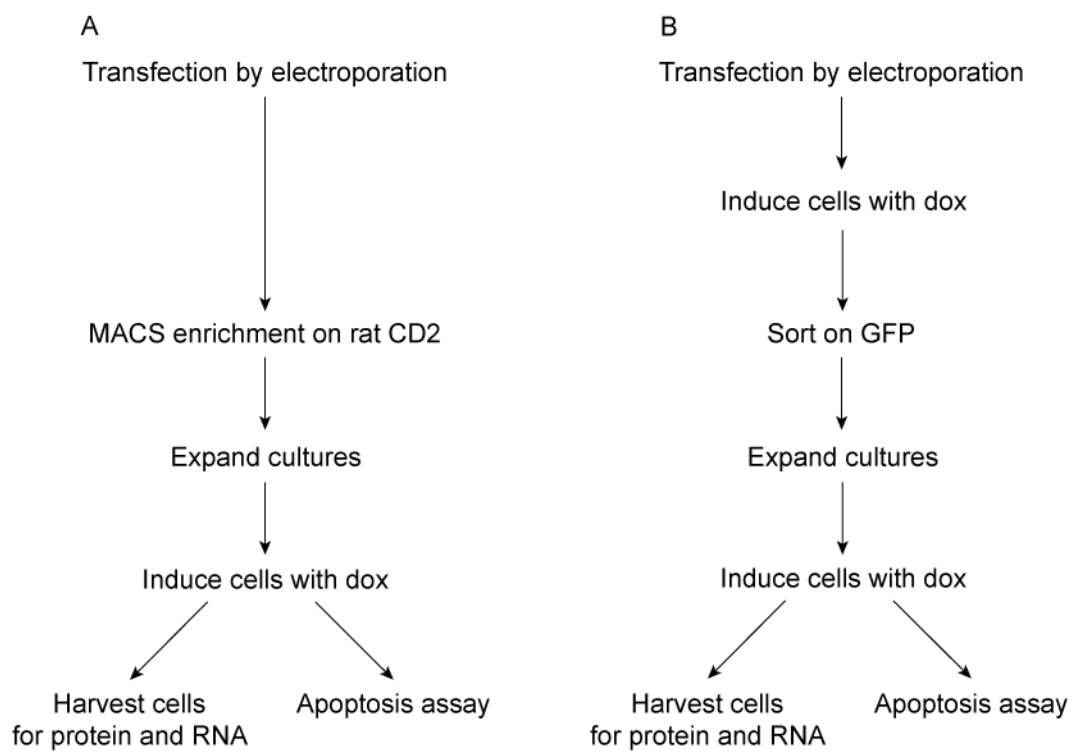 A
Transfection by electroporation
MACS enrichment on rat CD2
Expand cultures
Induce cells with dox
Harvest cells
for protein and RNA
Apoptosis assay
B
Transfection by electroporation
Induce cells with dox
Sort on GFP
Expand cultures
Induce cells with dox
Harvest cells
for protein and RNA
Apoptosis assay